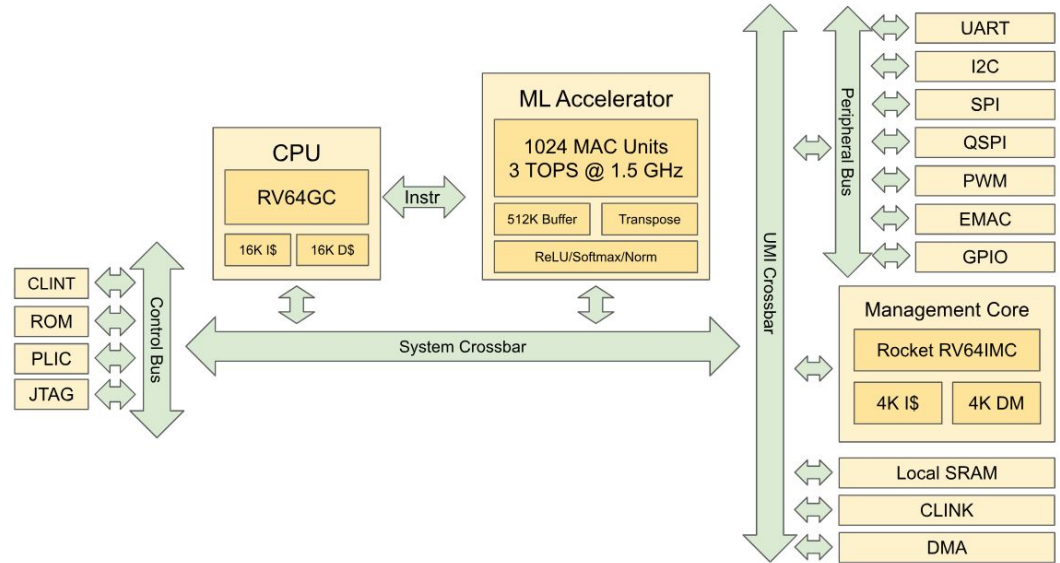 CPU
RV64GC
16K I$
16K D$
Instr
ML Accelerator
1024 MAC Units
3 TOPS @ 1.5 GHz
512K Buffer
Transpose
ReLU/Softmax/Norm
CLINT
ROM
PLIC
JTAG
Control Bus
System Crossbar
UMI Crossbar
Peripheral Bus
UART
I2C
SPI
QSPI
PWM
EMAC
GPIO
Management Core
Rocket RV64IMC
4K I$
4K DM
Local SRAM
CLINK
DMA